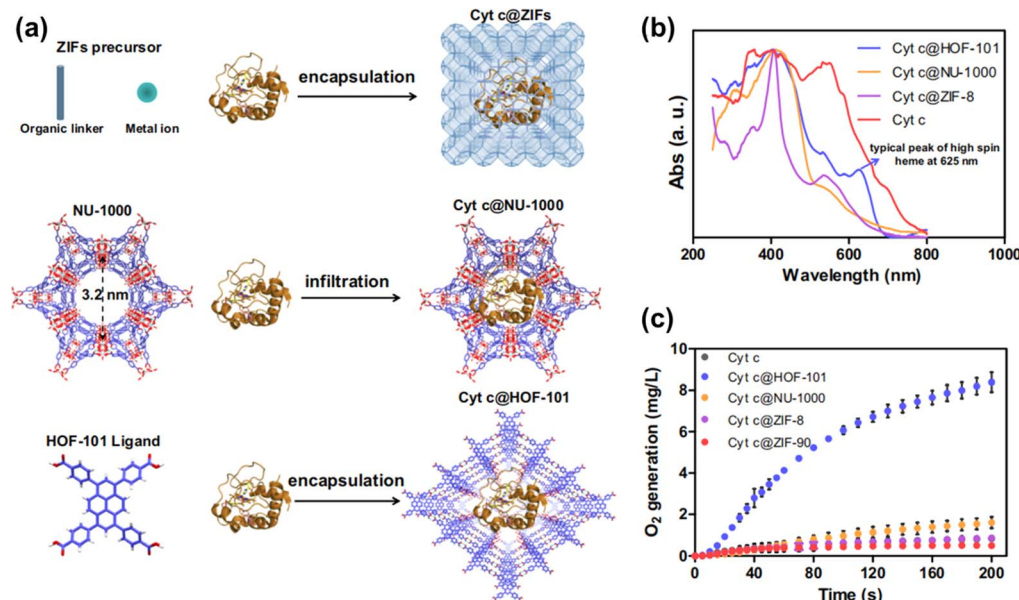 (a)
ZIFs precursor
Organic linker
Metal ion
encapsulation
Cyt c@ZIFs
NU-1000
3.2 nm
infiltration
Cyt c@NU-1000
HOF-101 Ligand
encapsulation
Cyt c@HOF-101
(b)
Abs (a. u.)
Cyt c@HOF-101
Cyt c@NU-1000
Cyt c@ZIF-8
Cyt c
typical peak of high spin
heme at 625 nm
200 400 600 800 1000
Wavelength (nm)
(c)
O₂ generation (mg/L)
10
8
6
4
2
0
Cyt c
Cyt c@HOF-101
Cyt c@NU-1000
Cyt c@ZIF-8
Cyt c@ZIF-90
0 40 80 120 160 200
Time (s)